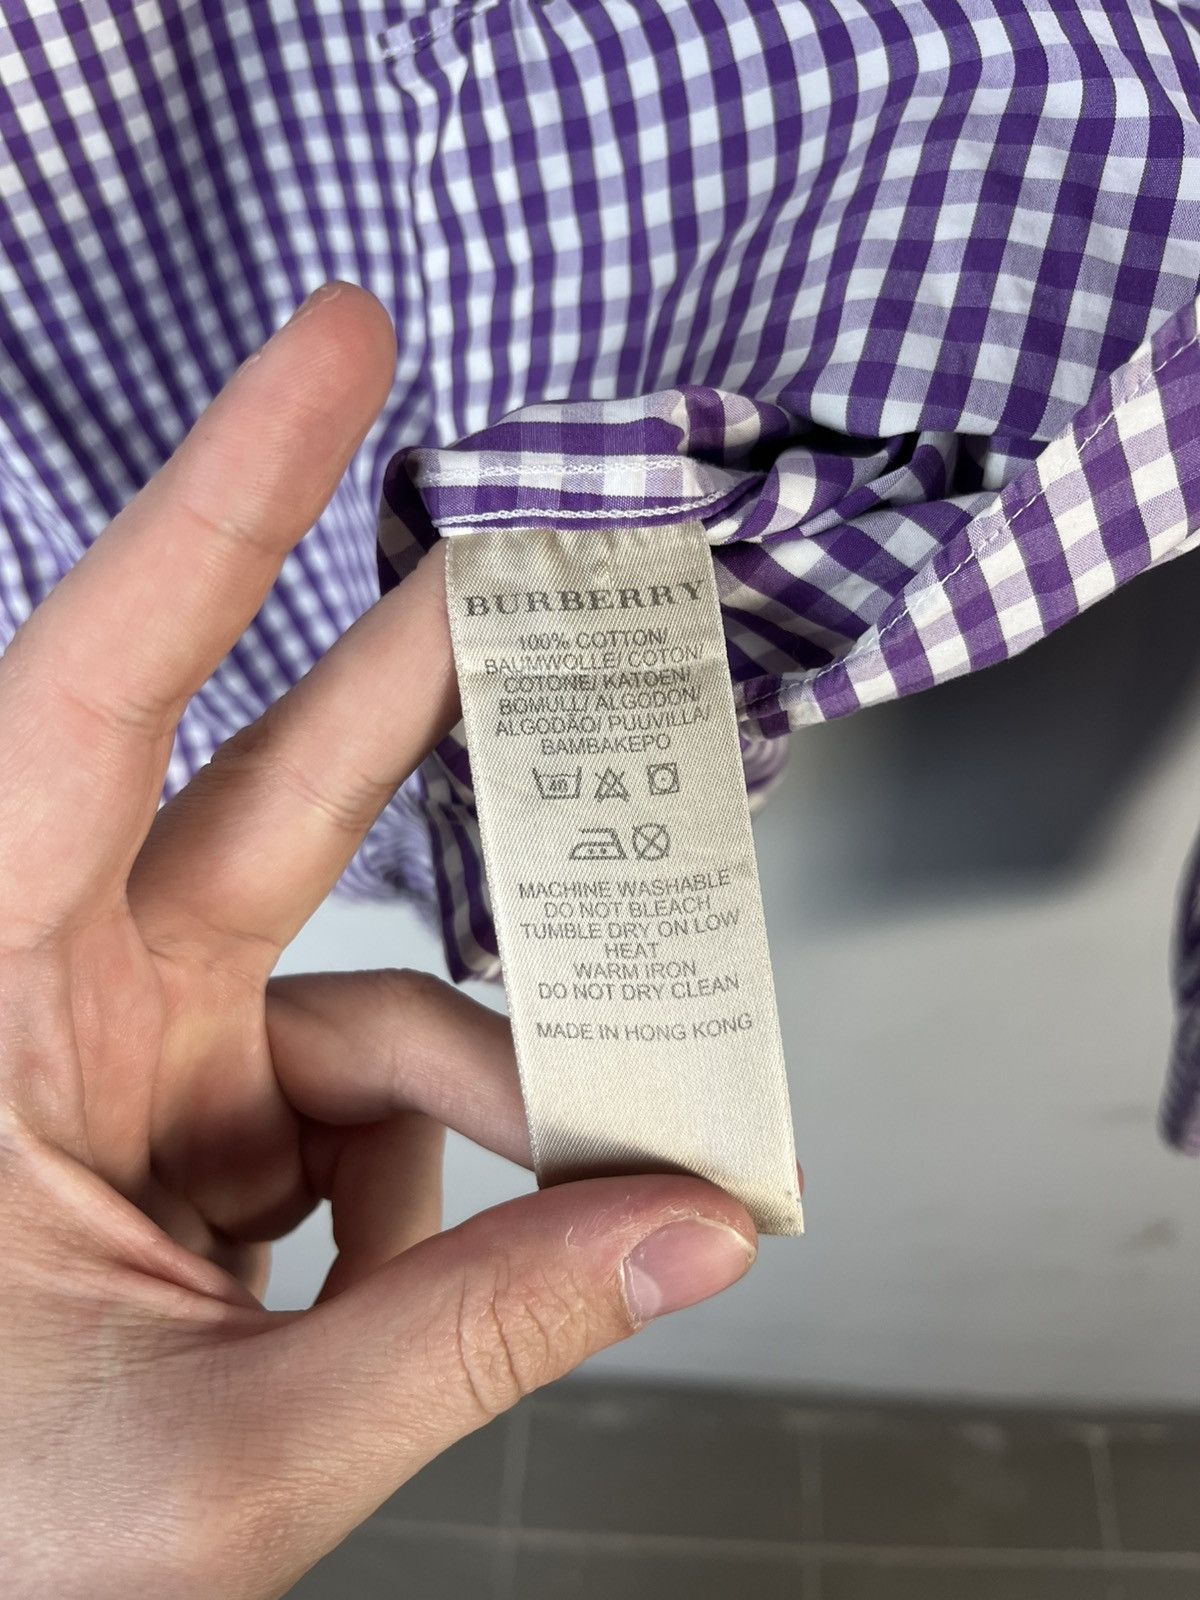 BURBERRY
100% COTTON/
BAUMWOLLE/ COTON/
COTONE/ KATOEN/
BOMULL/ ALGODON/
ALGODÃO/ PUUVILLA/
BAMBAKEPO
40
MACHINE WASHABLE
DO NOT BLEACH
TUMBLE DRY ON LOW
HEAT
WARM IRON
DO NOT DRY CLEAN
MADE IN HONG KONG